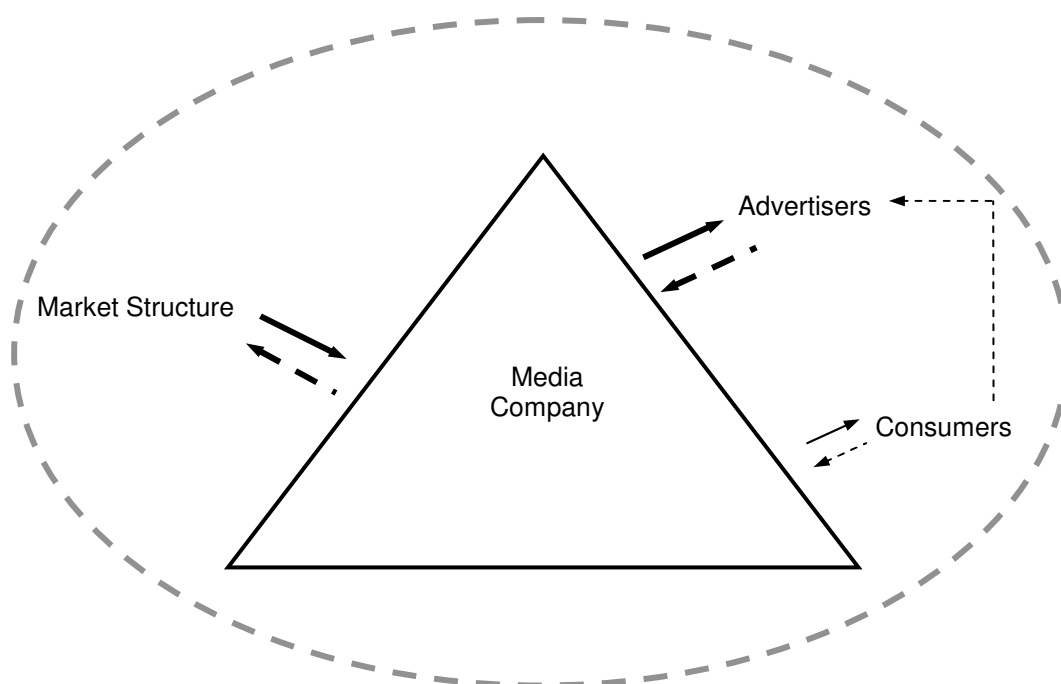 Advertisers
Market Structure
Media
Company
Consumers